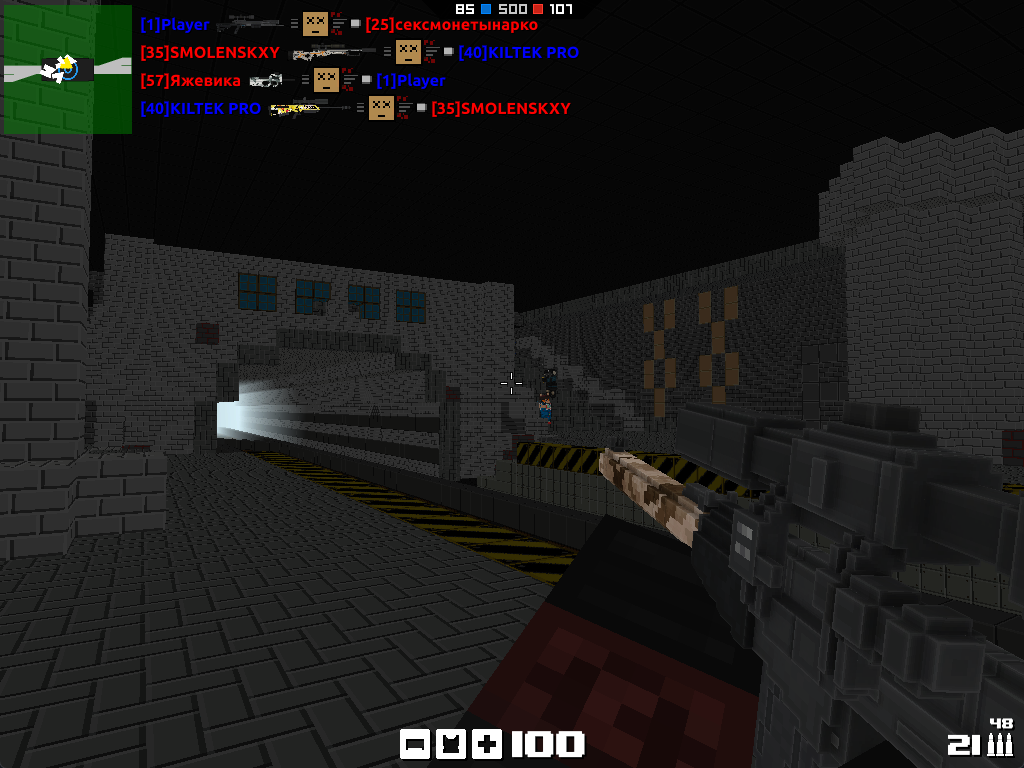 85 500 101
[1]Player [25]сексмонетынарко
[35]SMOLENSKXY [40]KILTEK PRO
[57]Яжевика [1]Player
[40]KILTEK PRO [35]SMOLENSKXY
100
48
21